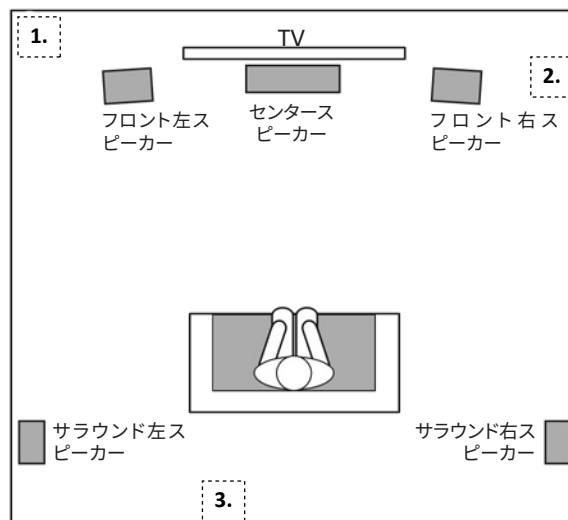 1.
TV
2.
フロント左ス
ピーカー
センタース
ピーカー
フロント右ス
ピーカー
サラウンド左ス
ピーカー
サラウンド右ス
ピーカー
3.